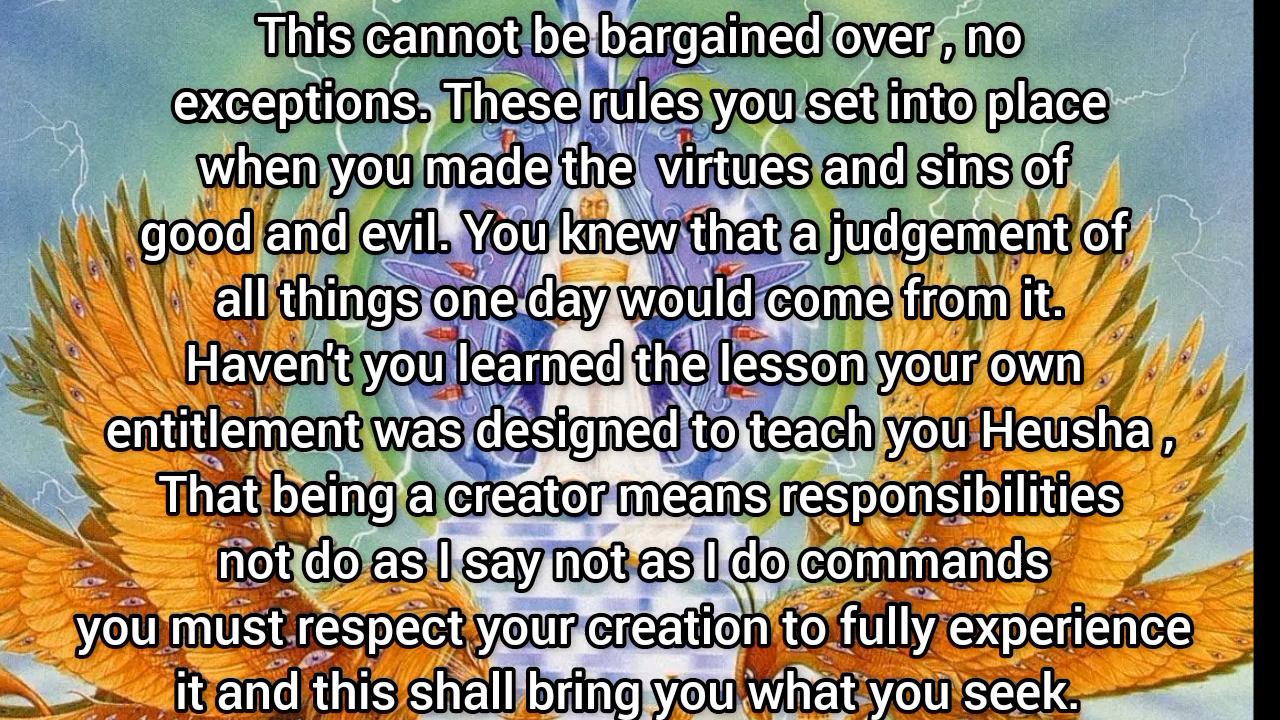 This cannot be bargained over , no
exceptions. These rules you set into place
when you made the  virtues and sins of
good and evil. You knew that a judgement of
all things one day would come from it.
Haven't you learned the lesson your own
entitlement was designed to teach you Heusha ,
That being a creator means responsibilities
not do as I say not as I do commands
you must respect your creation to fully experience
it and this shall bring you what you seek.